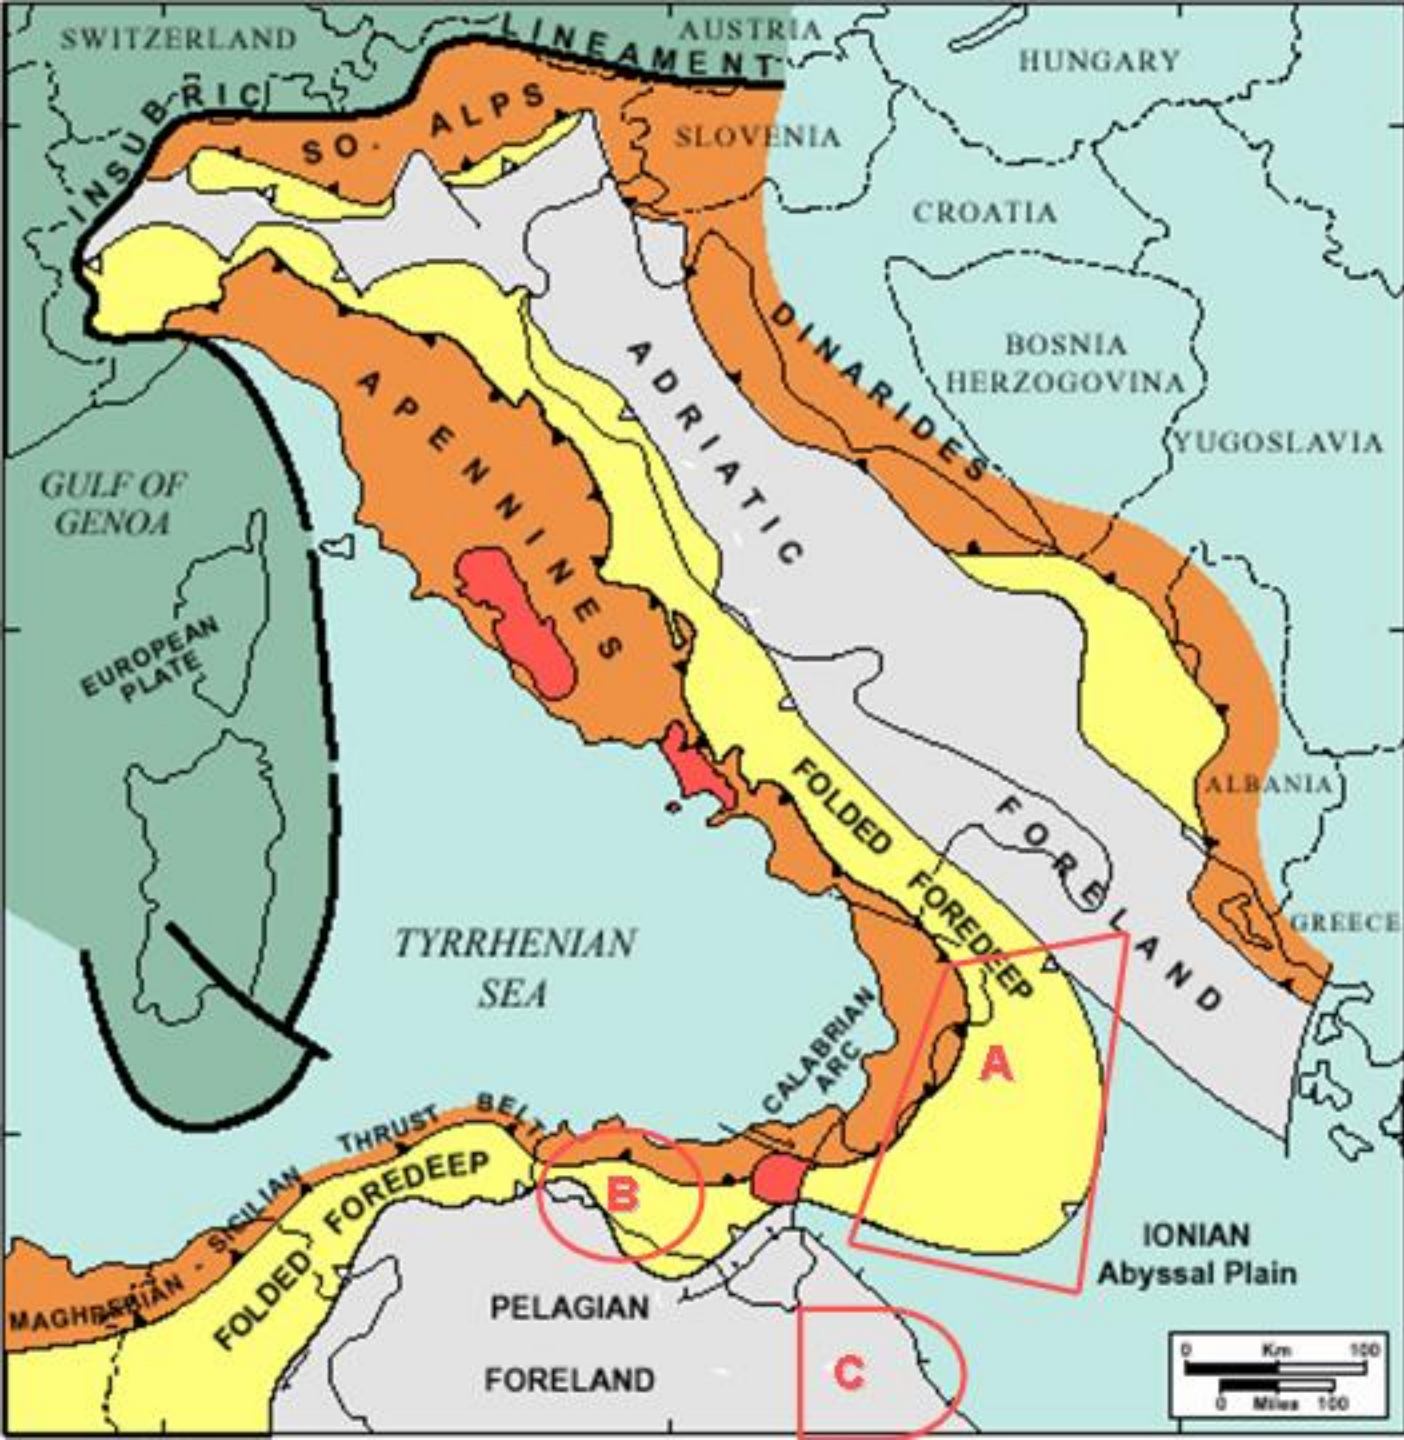 SWITZERLAND
AUSTRIA
HUNGARY
INSUBRIC
LINEAMENT
SO. ALPS
SLOVENIA
CROATIA
DINARIDES
BOSNIA
HERZOGOVINA
YUGOSLAVIA
APENNINES
ADRIATIC
GULF OF
GENOA
EUROPEAN
PLATE
FOLDED FOREDEEP
FORELAND
ALBANIA
GREECE
TYRRHENIAN
SEA
CALABRIAN
ARC
A
MAGHREBIAN - SICILIAN THRUST BELT
FOLDED FOREDEEP
B
IONIAN
Abyssal Plain
PELAGIAN
FORELAND
C
0 Km 100
0 Miles 100